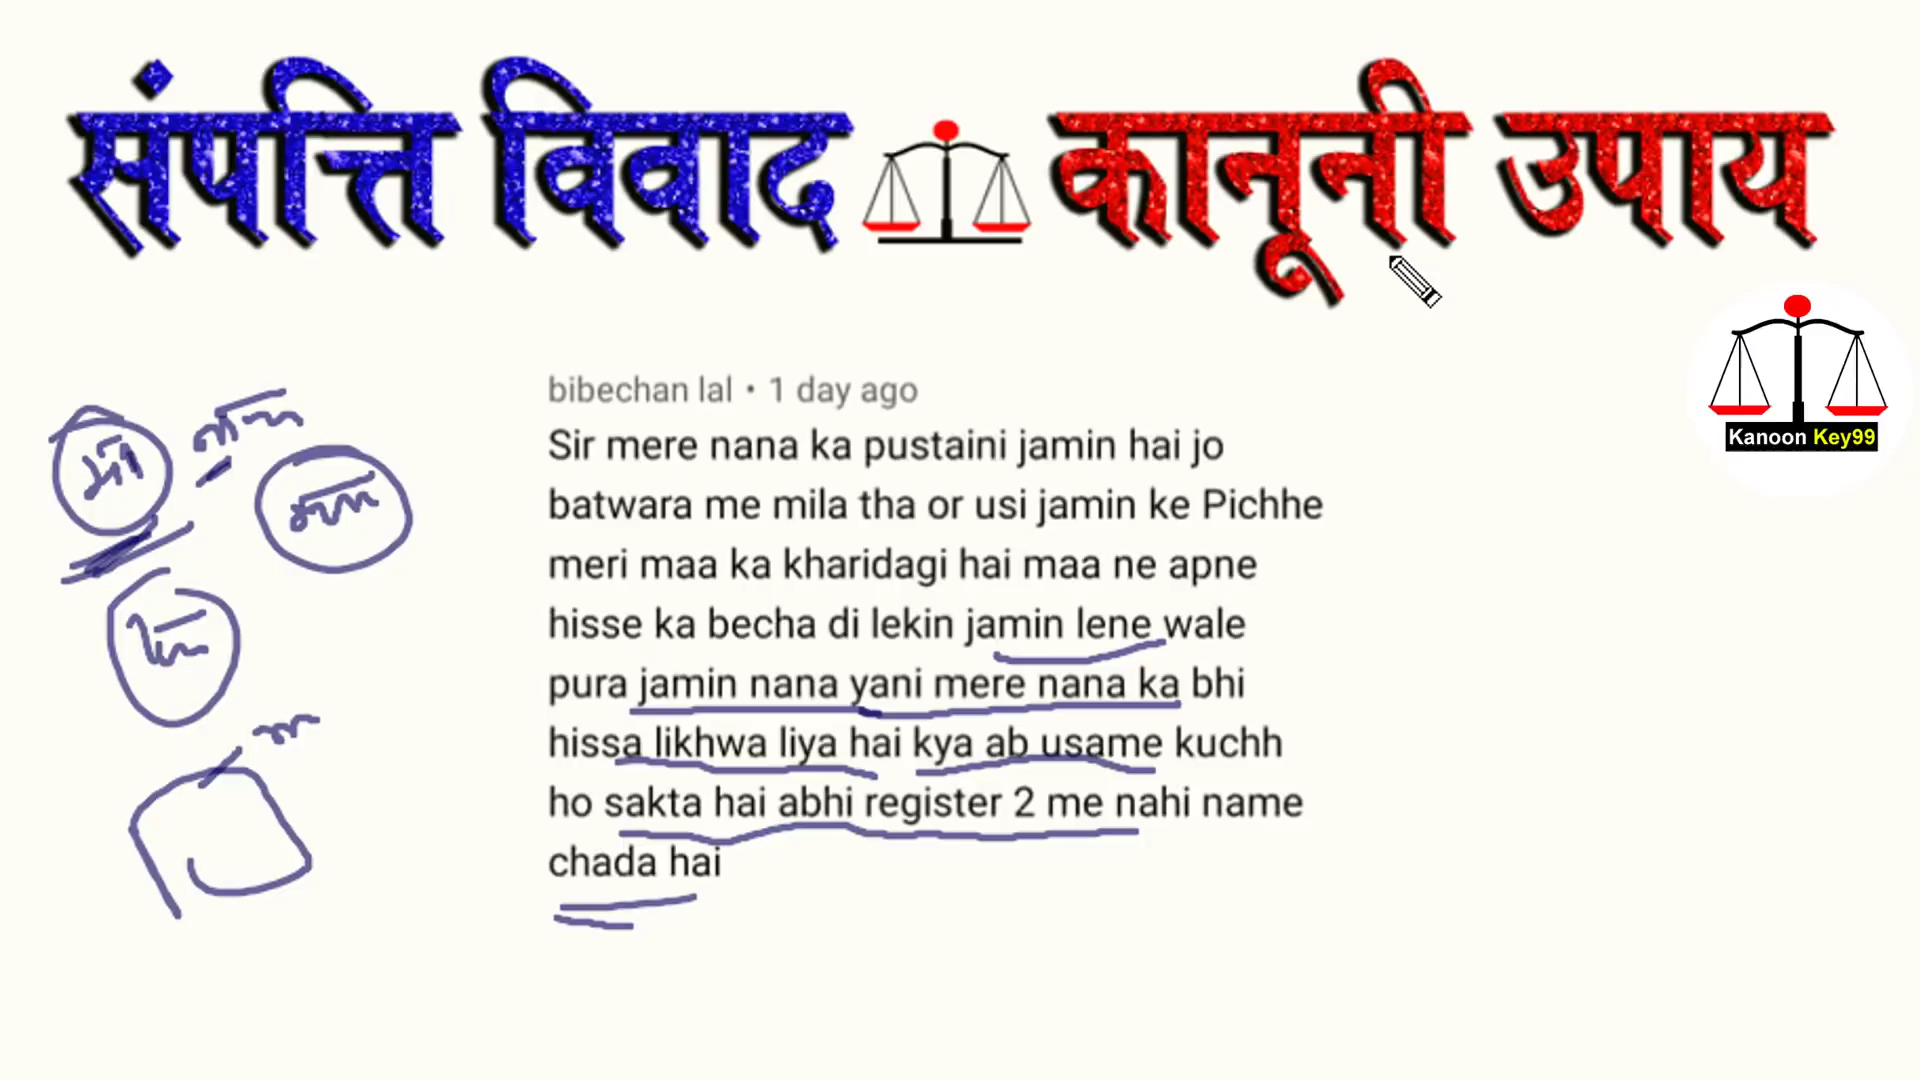 संपत्ति विवाद कानूनी उपाय
Kanoon Key99
bibechan lal • 1 day ago
Sir mere nana ka pustaini jamin hai jo
batwara me mila tha or usi jamin ke Pichhe
meri maa ka kharidagi hai maa ne apne
hisse ka becha di lekin jamin lene wale
pura jamin nana yani mere nana ka bhi
hissa likhwa liya hai kya ab usame kuchh
ho sakta hai abhi register 2 me nahi name
chada hai